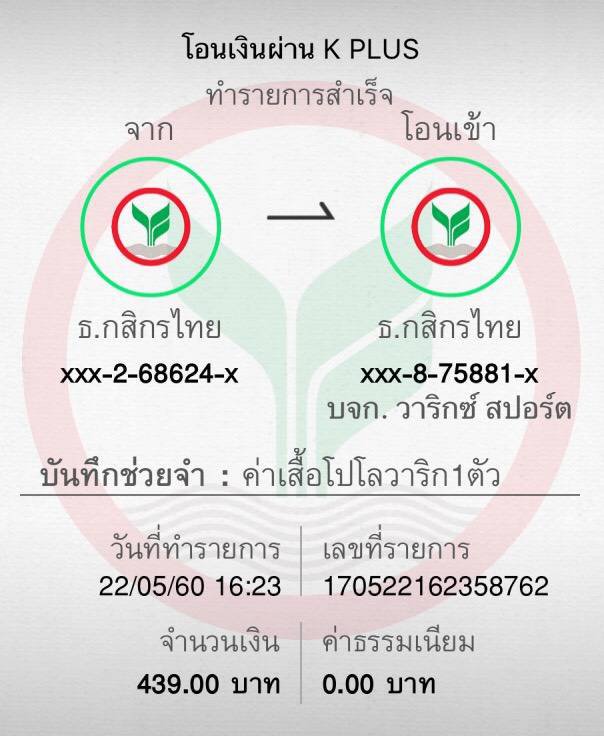 โอนเงินผ่าน K PLUS
ทำรายการสำเร็จ
จาก
โอนเข้า
ธ.กสิกรไทย
ธ.กสิกรไทย
xxx-2-68624-x
xxx-8-75881-x
บจก. วาริกซ์ สปอร์ต
บันทึกช่วยจำ : ค่าเสื้อโปโลวาริก1ตัว
วันที่ทำรายการ
22/05/60 16:23
เลขที่รายการ
170522162358762
จำนวนเงิน
439.00 บาท
ค่าธรรมเนียม
0.00 บาท